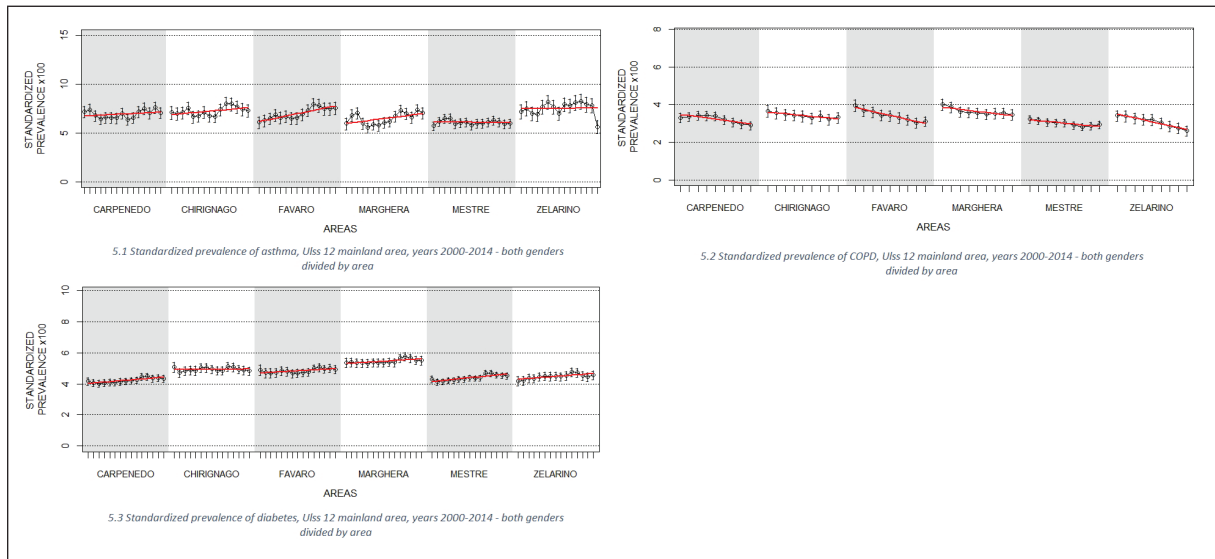 STANDARDIZED
PREVALENCE x100
15
10
5
0
CARPENEDO CHIRIGNAGO FAVARO MARGHERA MESTRE ZELARINO
AREAS
5.1 Standardized prevalence of asthma, Ulss 12 mainland area, years 2000-2014 - both genders
divided by area
STANDARDIZED
PREVALENCE x100
8
6
4
2
0
CARPENEDO CHIRIGNAGO FAVARO MARGHERA MESTRE ZELARINO
AREAS
5.2 Standardized prevalence of COPD, Ulss 12 mainland area, years 2000-2014 - both genders
divided by area
STANDARDIZED
PREVALENCE x100
10
8
6
4
2
0
CARPENEDO CHIRIGNAGO FAVARO MARGHERA MESTRE ZELARINO
AREAS
5.3 Standardized prevalence of diabetes, Ulss 12 mainland area, years 2000-2014 - both genders
divided by area